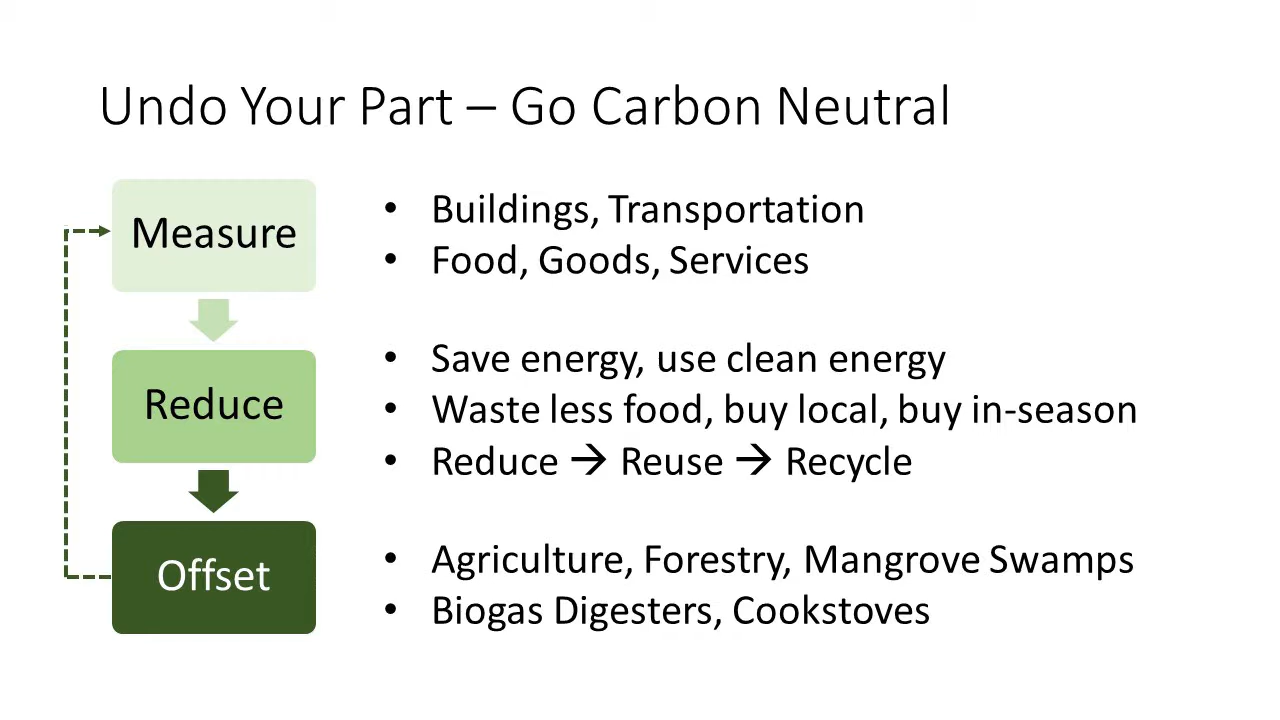 Undo Your Part – Go Carbon Neutral
Measure
• Buildings, Transportation
• Food, Goods, Services
Reduce
• Save energy, use clean energy
• Waste less food, buy local, buy in-season
• Reduce → Reuse → Recycle
Offset
• Agriculture, Forestry, Mangrove Swamps
• Biogas Digesters, Cookstoves